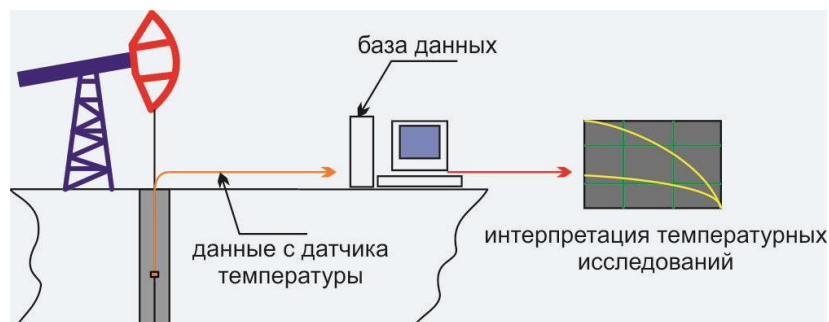 база данных
данные с датчика
температуры
интерпретация температурных
исследований